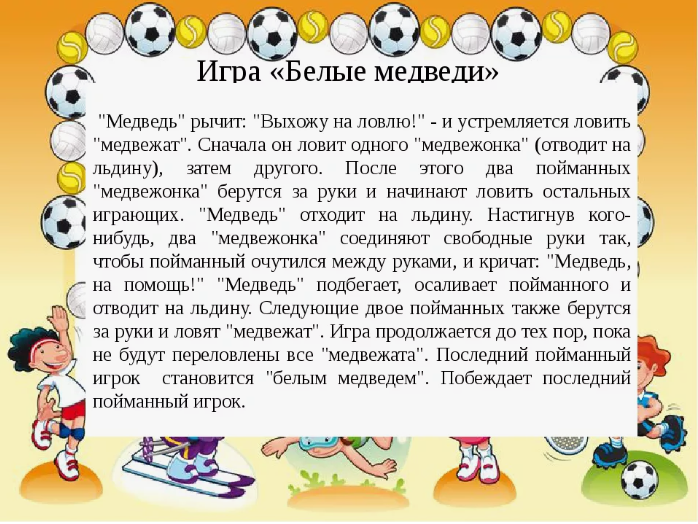 Игра «Белые медведи»
"Медведь" рычит: "Выхожу на ловлю!" - и устремляется ловить
"медвежат". Сначала он ловит одного "медвежонка" (отводит на
льдину), затем другого. После этого два пойманных
"медвежонка" берутся за руки и начинают ловить остальных
играющих. "Медведь" отходит на льдину. Настигнув кого-
нибудь, два "медвежонка" соединяют свободные руки так,
чтобы пойманный очутился между руками, и кричат: "Медведь,
на помощь!" "Медведь" подбегает, осаливает пойманного и
отводит на льдину. Следующие двое пойманных также берутся
за руки и ловят "медвежат". Игра продолжается до тех пор, пока
не будут переловлены все "медвежата". Последний пойманный
игрок становится "белым медведем". Побеждает последний
пойманный игрок.